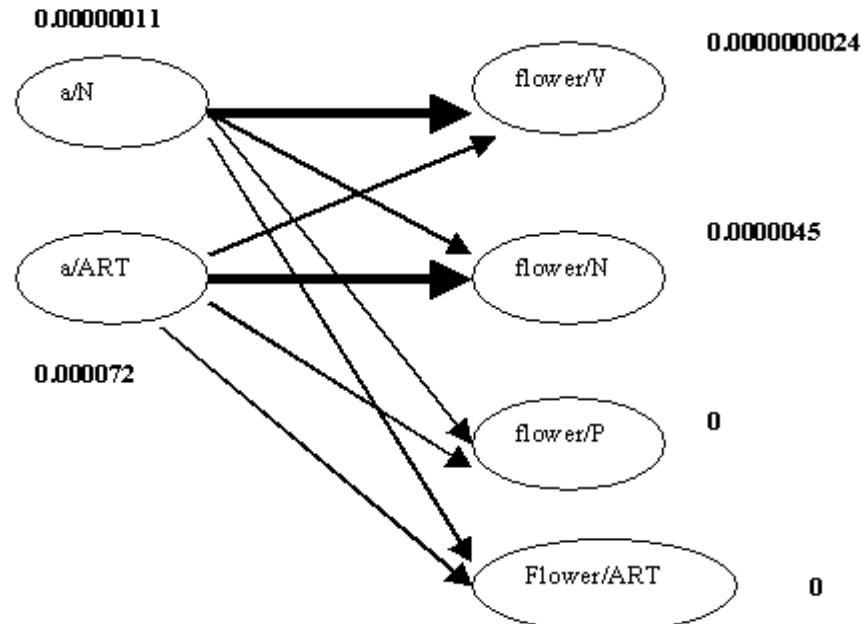 0.00000011
a/N
flower/V
0.0000000024
a/ART
flower/N
0.0000045
0.000072
flower/P
0
Flower/ART
0